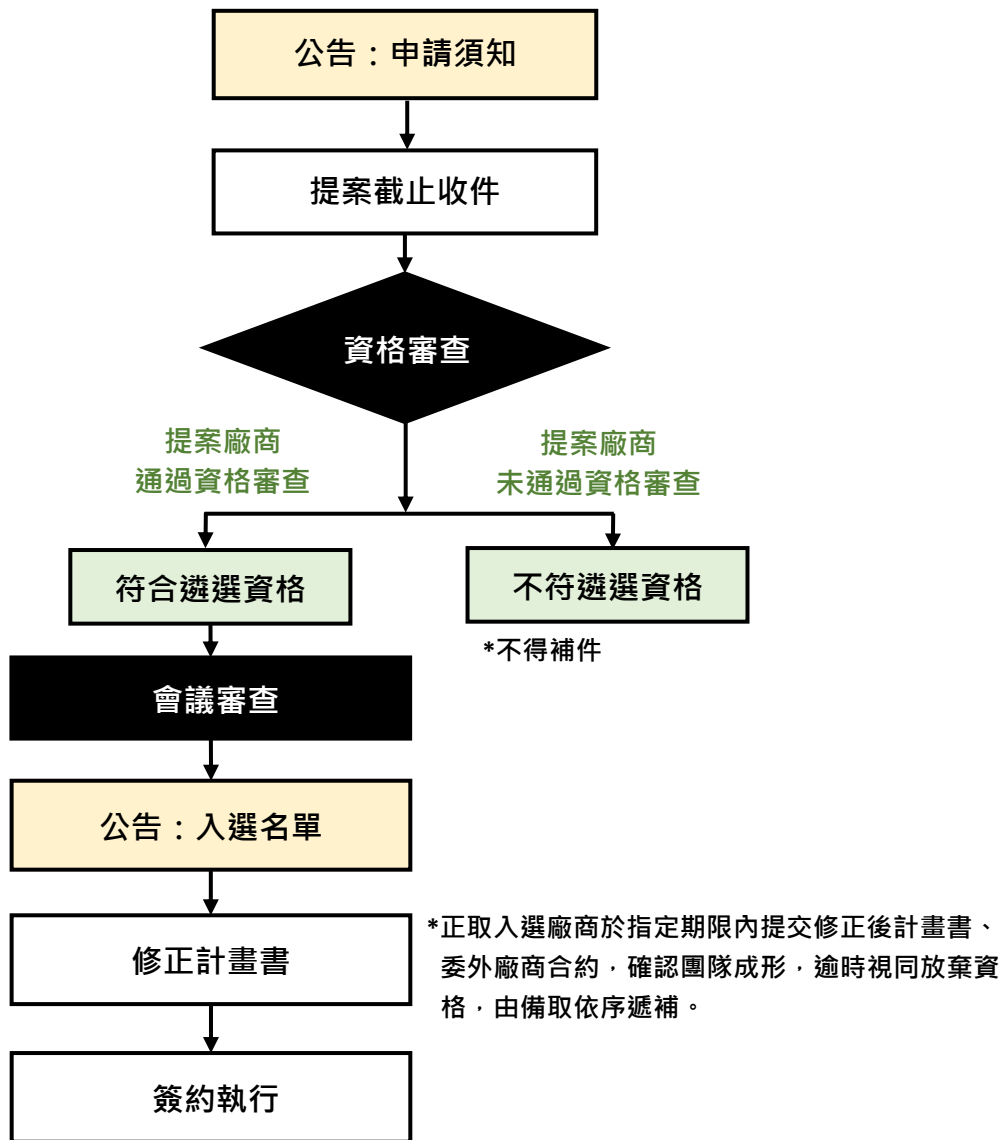 公告：申請須知
提案截止收件
資格審查
提案廠商
通過資格審查
提案廠商
未通過資格審查
符合遴選資格
不符遴選資格
*不得補件
會議審查
公告：入選名單
修正計畫書
*正取入選廠商於指定期限內提交修正後計畫書、
委外廠商合約，確認團隊成形，逾時視同放棄資
格，由備取依序遞補。
簽約執行